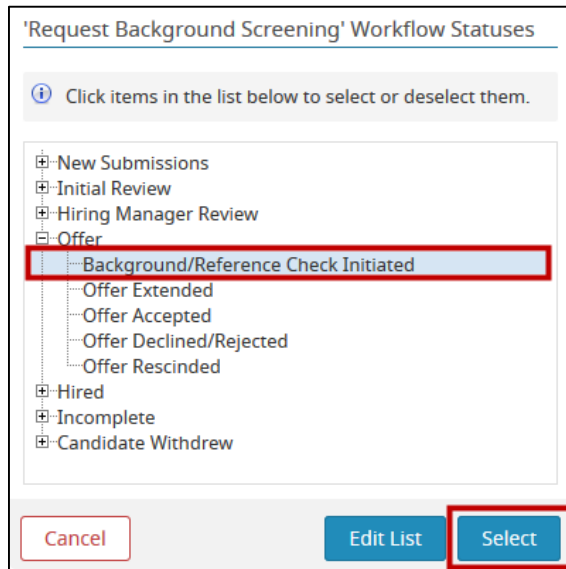 'Request Background Screening' Workflow Statuses
Click items in the list below to select or deselect them.
New Submissions
Initial Review
Hiring Manager Review
Offer
Background/Reference Check Initiated
Offer Extended
Offer Accepted
Offer Declined/Rejected
Offer Rescinded
Hired
Incomplete
Candidate Withdrew
Cancel Edit List Select